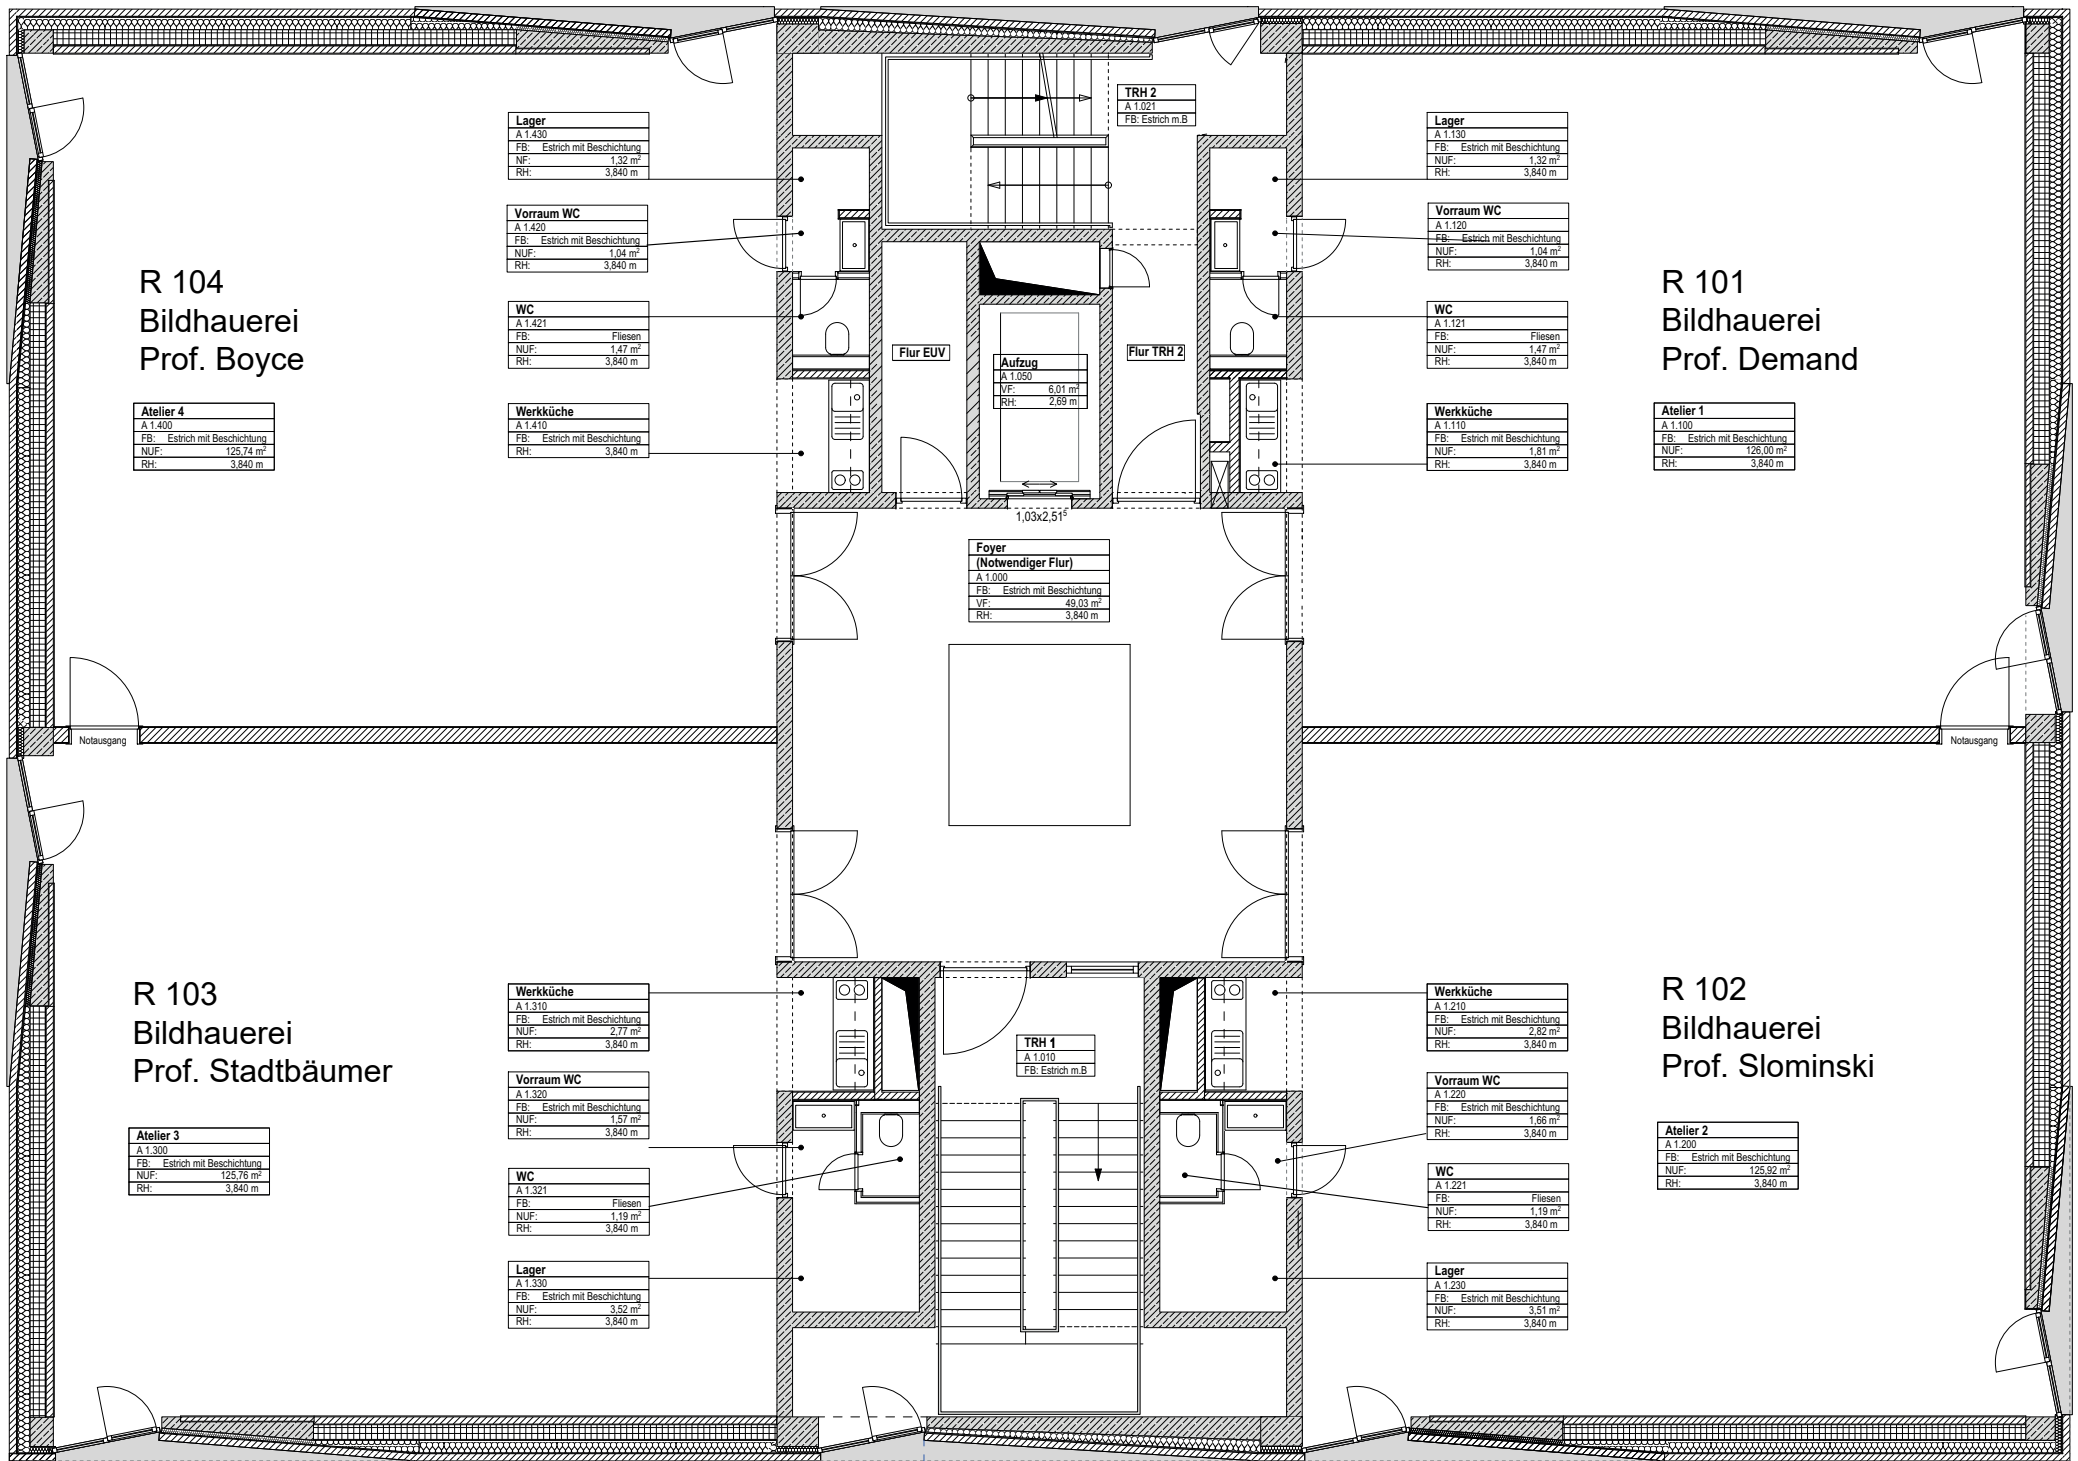 TRH 2
A 1.021
FB: Estrich m.B
Lager
A 1.430
FB: Estrich mit Beschichtung
NF: 1,32 m²
RH: 3,840 m
Vorraum WC
A 1.420
FB: Estrich mit Beschichtung
NUF: 1,04 m²
RH: 3,840 m
WC
A 1.421
FB: Fliesen
NUF: 1,47 m²
RH: 3,840 m
Werkküche
A 1.410
FB: Estrich mit Beschichtung
RH: 3,840 m
R 104
Bildhauerei
Prof. Boyce
Atelier 4
A 1.400
FB: Estrich mit Beschichtung
NUF: 125,74 m²
RH: 3,840 m
Flur EUV
Aufzug
A 1.050
VF: 6,01 m²
RH: 2,69 m
Flur TRH 2
1,03x2,51⁵
Lager
A 1.130
FB: Estrich mit Beschichtung
NUF: 1,32 m²
RH: 3,840 m
Vorraum WC
A 1.120
FB: Estrich mit Beschichtung
NUF: 1,04 m²
RH: 3,840 m
WC
A 1.121
FB: Fliesen
NUF: 1,47 m²
RH: 3,840 m
Werkküche
A 1.110
FB: Estrich mit Beschichtung
NUF: 1,81 m²
RH: 3,840 m
R 101
Bildhauerei
Prof. Demand
Atelier 1
A 1.100
FB: Estrich mit Beschichtung
NUF: 126,00 m²
RH: 3,840 m
Foyer
(Notwendiger Flur)
A 1.000
FB: Estrich mit Beschichtung
VF: 49,03 m²
RH: 3,840 m
Notausgang
Notausgang
R 103
Bildhauerei
Prof. Stadtbäumer
Atelier 3
A 1.300
FB: Estrich mit Beschichtung
NUF: 125,76 m²
RH: 3,840 m
Werkküche
A 1.310
FB: Estrich mit Beschichtung
NUF: 2,77 m²
RH: 3,840 m
Vorraum WC
A 1.320
FB: Estrich mit Beschichtung
NUF: 1,57 m²
RH: 3,840 m
WC
A 1.321
FB: Fliesen
NUF: 1,19 m²
RH: 3,840 m
Lager
A 1.330
FB: Estrich mit Beschichtung
NUF: 3,52 m²
RH: 3,840 m
TRH 1
A 1.010
FB: Estrich m.B
Werkküche
A 1.210
FB: Estrich mit Beschichtung
NUF: 2,82 m²
RH: 3,840 m
Vorraum WC
A 1.220
FB: Estrich mit Beschichtung
NUF: 1,66 m²
RH: 3,840 m
WC
A 1.221
FB: Fliesen
NUF: 1,19 m²
RH: 3,840 m
Lager
A 1.230
FB: Estrich mit Beschichtung
NUF: 3,51 m²
RH: 3,840 m
R 102
Bildhauerei
Prof. Slominski
Atelier 2
A 1.200
FB: Estrich mit Beschichtung
NUF: 125,92 m²
RH: 3,840 m